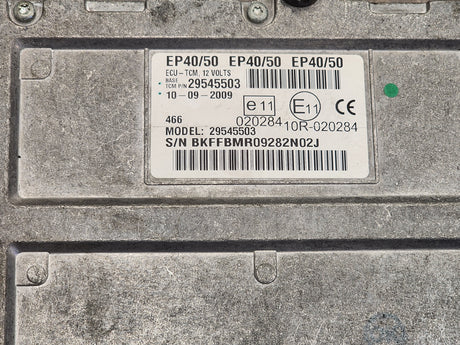 EP40/50 EP40/50 EP40/50
ECU-TCM, 12 VOLTS
BASE TCM P/N 29545503
10-09-2009
e11 E11 CE
020284 10R-020284
466
MODEL: 29545503
S/N BKFFBMR09282N02J